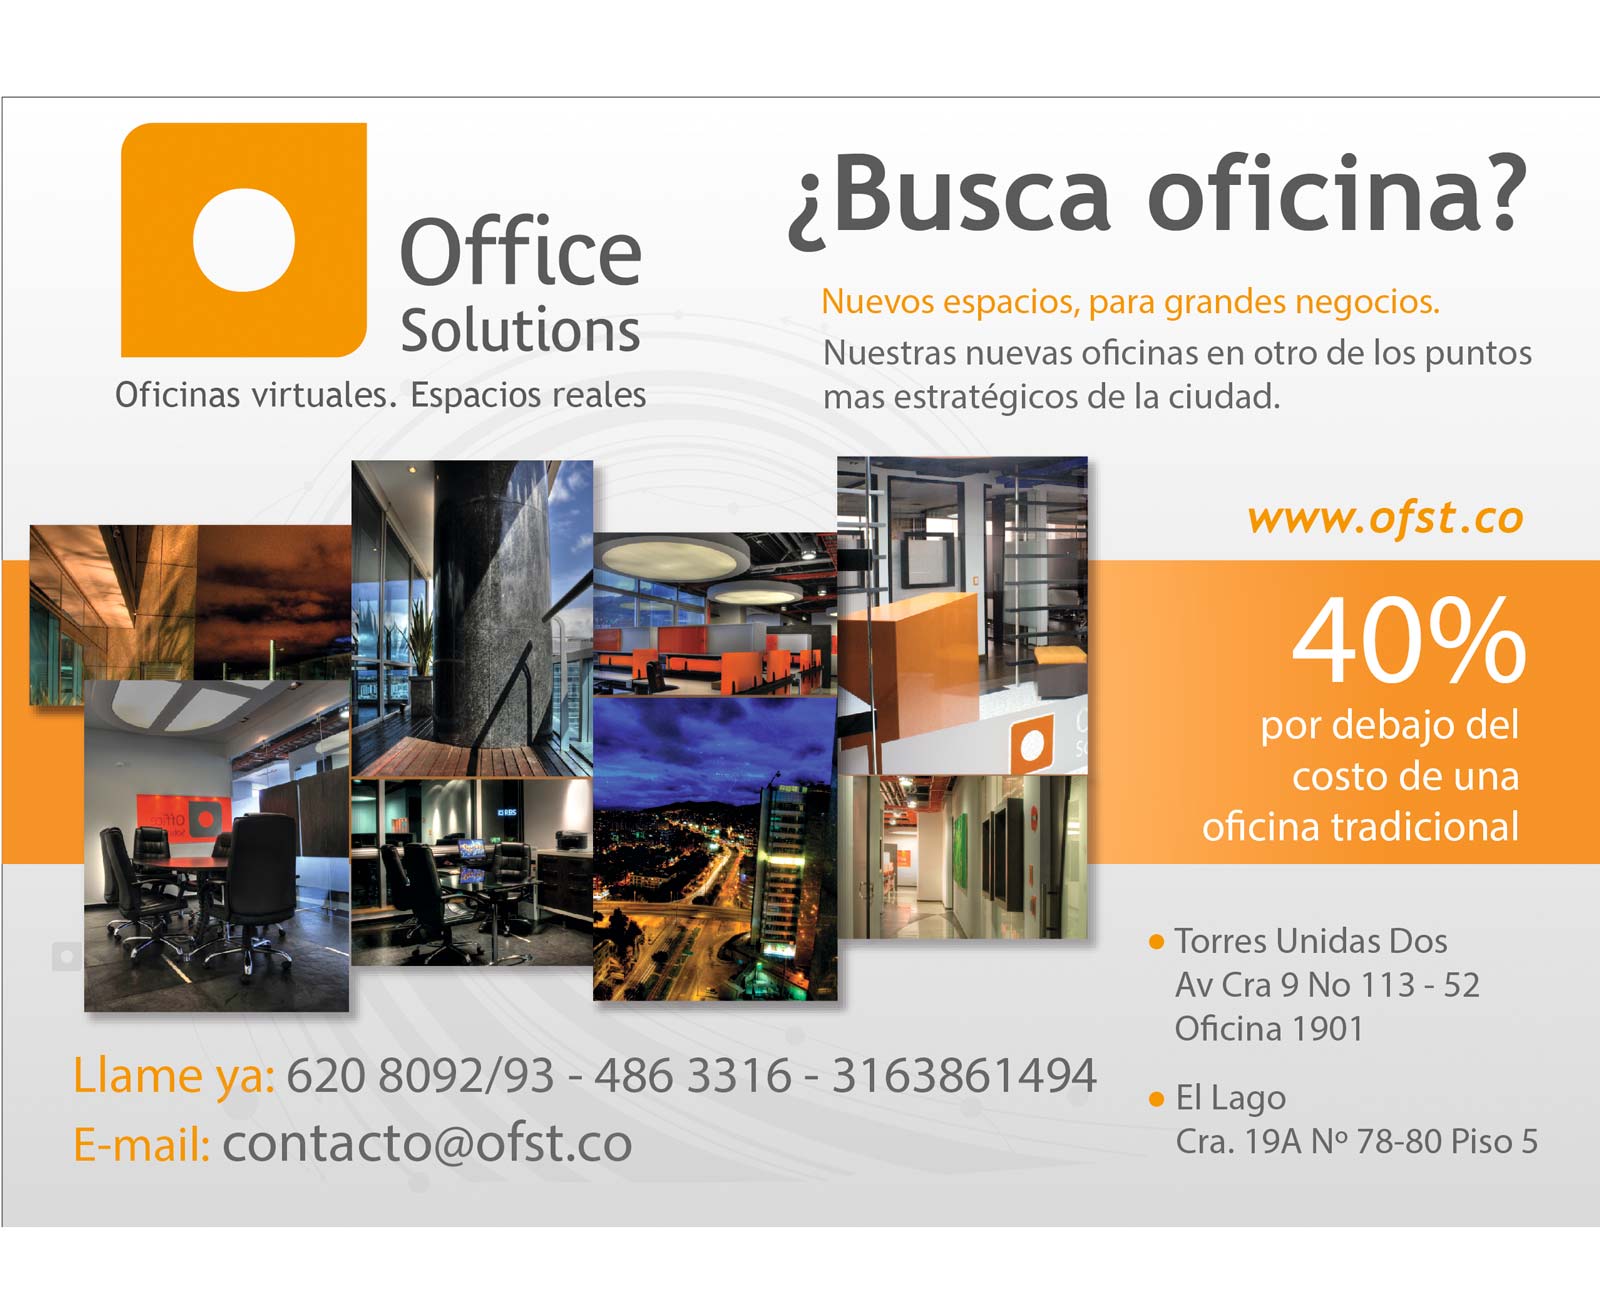 Office
Solutions
Oficinas virtuales. Espacios reales
¿Busca oficina?
Nuevos espacios, para grandes negocios.
Nuestras nuevas oficinas en otro de los puntos
mas estratégicos de la ciudad.
www.ofst.co
40%
por debajo del
costo de una
oficina tradicional
RBS
Torres Unidas Dos
Av Cra 9 No 113 - 52
Oficina 1901
El Lago
Cra. 19A Nº 78-80 Piso 5
Llame ya: 620 8092/93 - 486 3316 - 3163861494
E-mail: contacto@ofst.co